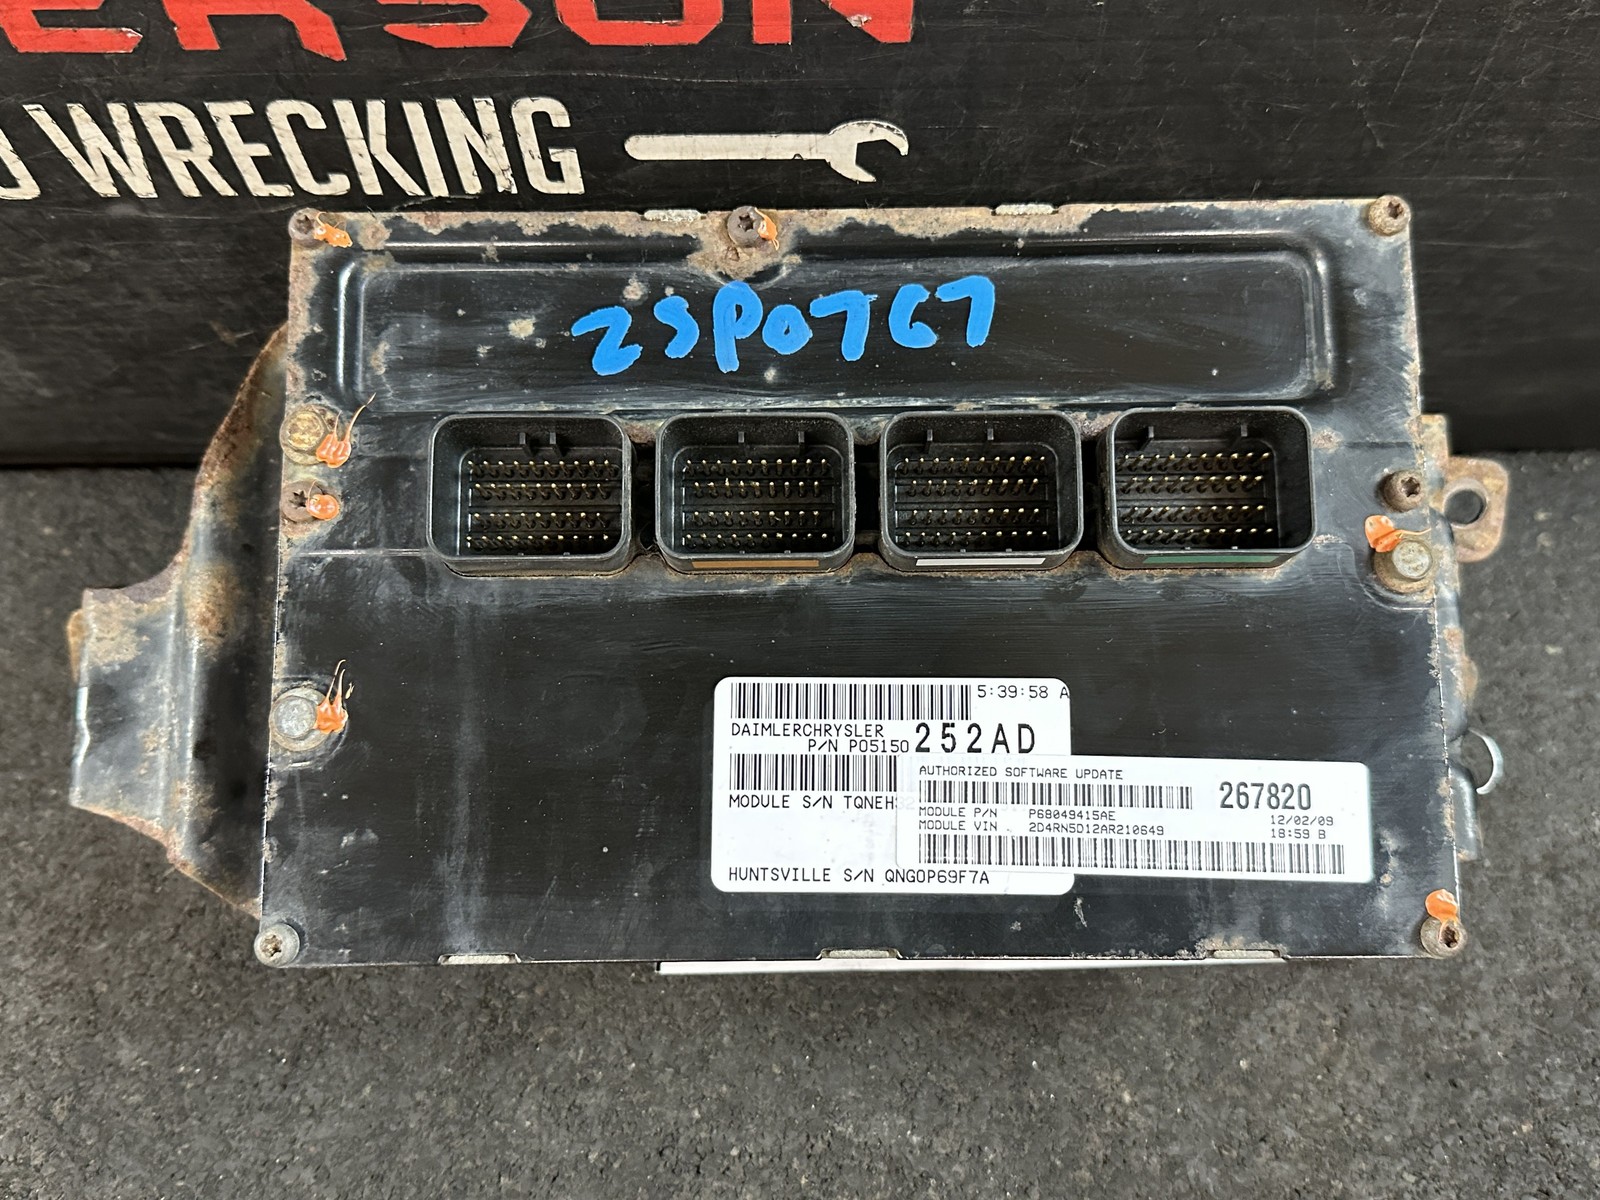 ERSON
WRECKING
2SP0767
5:39:58 A
DAIMLERCHRYSLER
P/N P05150 252AD
MODULE S/N TQNEH
HUNTSVILLE S/N QNG0P69F7A
AUTHORIZED SOFTWARE UPDATE
267820
MODULE P/N P68049415AE
12/02/09
MODULE VIN 2D4RN5D12AR210649
18:59 B